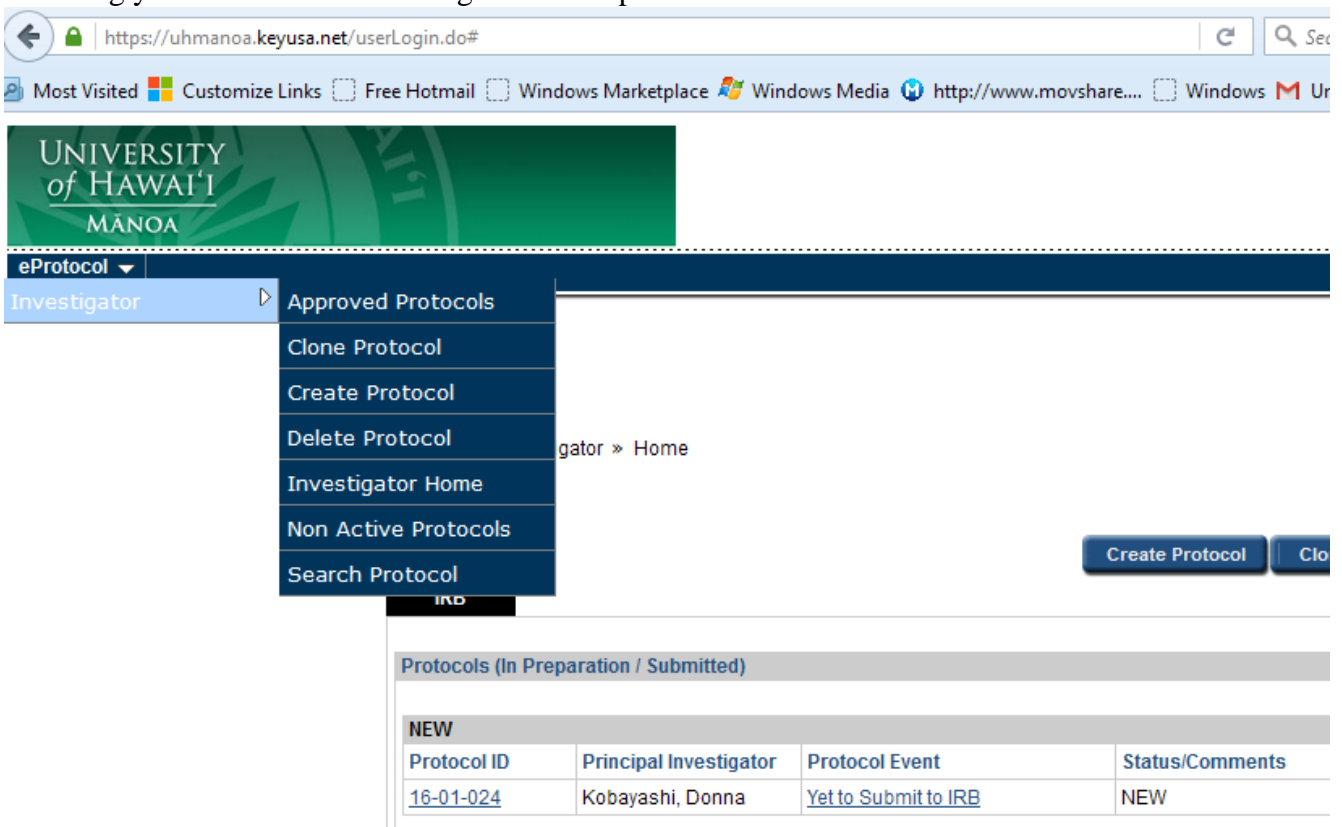 https://uhmanoa.keyusa.net/userLogin.do#
Most Visited Customize Links Free Hotmail Windows Marketplace Windows Media http://www.movshare.... Windows
UNIVERSITY
of HAWAIʻI
MĀNOA
eProtocol
Investigator
Approved Protocols
Clone Protocol
Create Protocol
Delete Protocol
gator » Home
Investigator Home
Non Active Protocols
Create Protocol Clo
Search Protocol
IRB
Protocols (In Preparation / Submitted)
NEW
Protocol ID Principal Investigator Protocol Event Status/Comments
16-01-024 Kobayashi, Donna Yet to Submit to IRB NEW